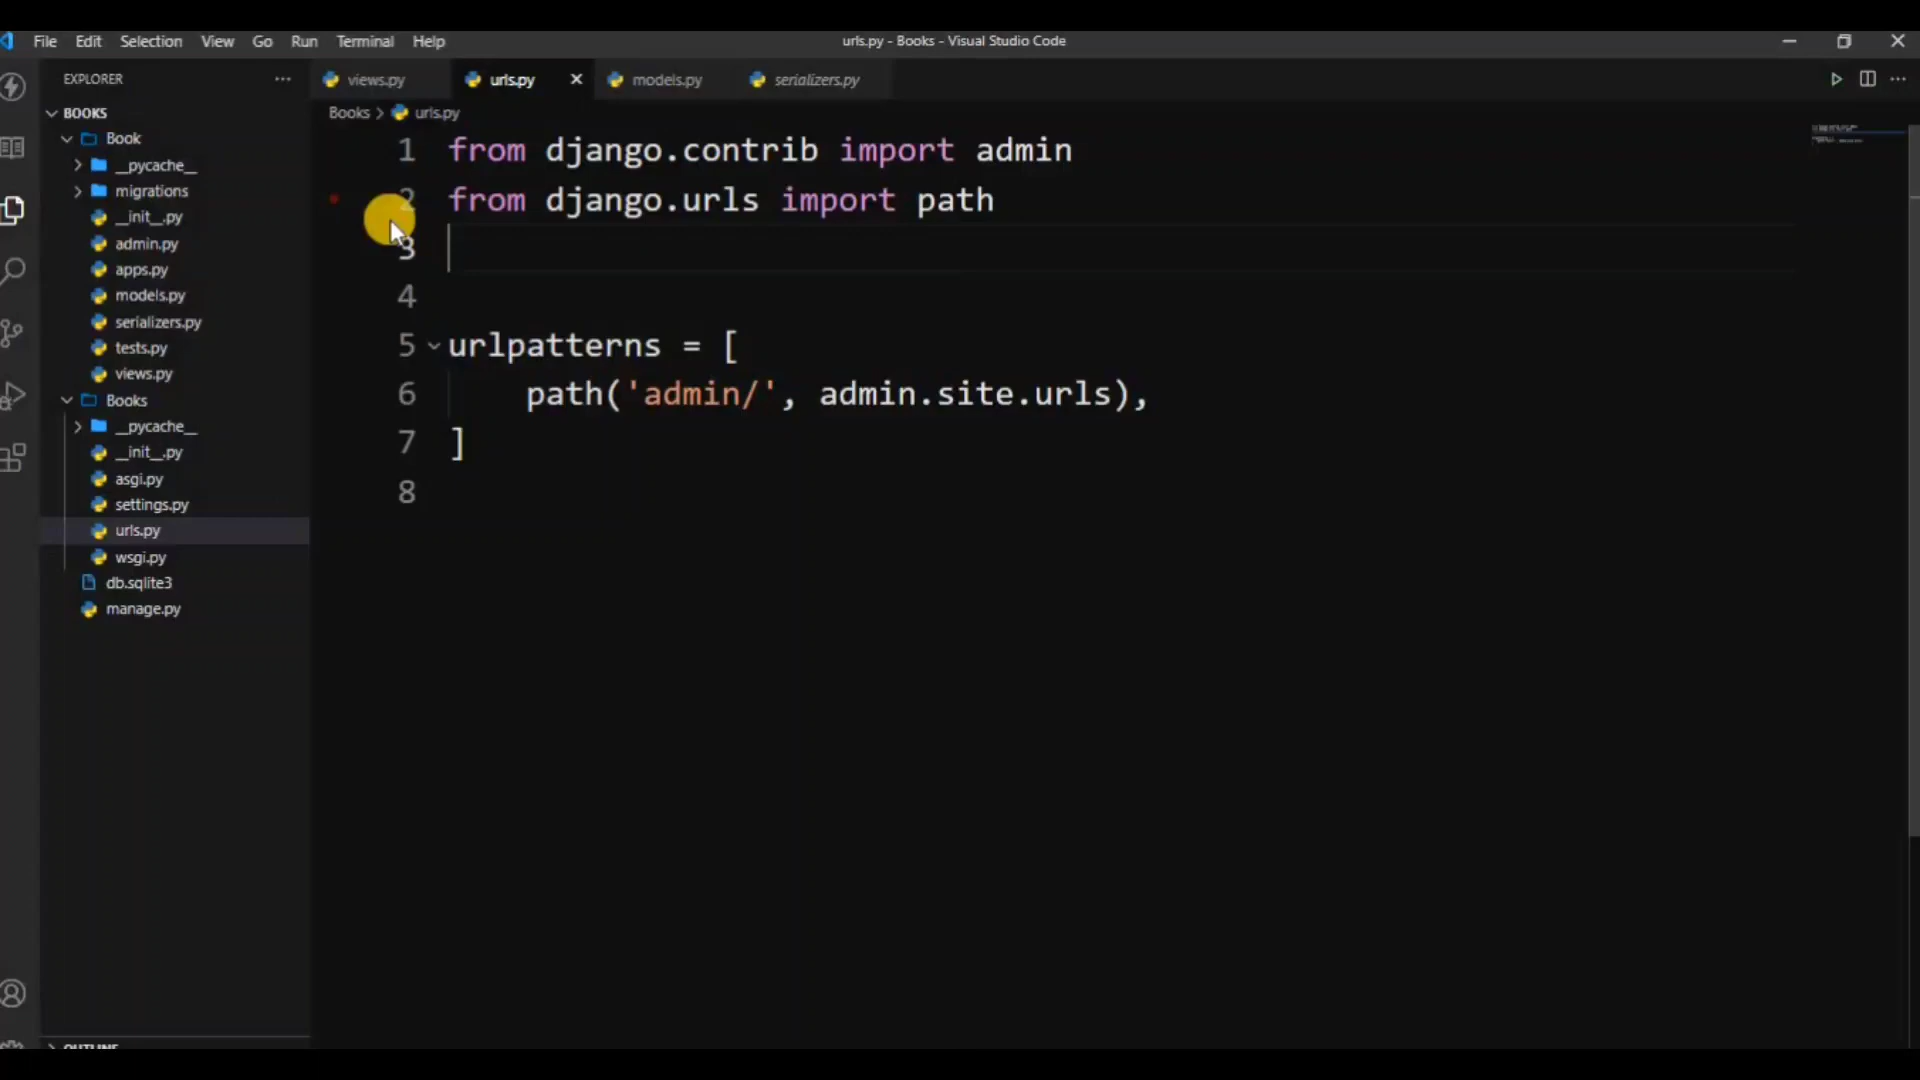 File Edit Selection View Go Run Terminal Help
urls.py - Books - Visual Studio Code
EXPLORER
views.py
urls.py
models.py
serializers.py
BOOKS
Books > urls.py
Book
__pycache__
migrations
__init__.py
admin.py
apps.py
models.py
serializers.py
tests.py
views.py
Books
__pycache__
__init__.py
asgi.py
settings.py
urls.py
wsgi.py
db.sqlite3
manage.py
OUTLINE
1 from django.contrib import admin
2 from django.urls import path
3
4
5 urlpatterns = [
6     path('admin/', admin.site.urls),
7 ]
8